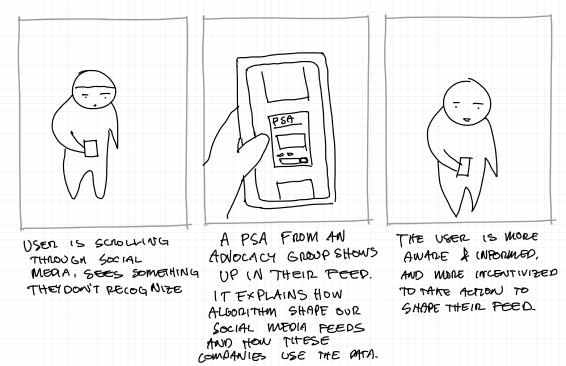 PSA
USER IS SCROLLING
THROUGH SOCIAL
MEDIA, SEES SOMETHING
THEY DON'T RECOGNIZE
A PSA FROM AN
ADVOCACY GROUP SHOWS
UP IN THEIR FEED.
IT EXPLAINS HOW
ALGORITHM SHAPE OUR
SOCIAL MEDIA FEEDS
AND HOW THESE
COMPANIES USE THE DATA.
THE USER IS MORE
AWARE & INFORMED,
AND MORE INCENTIVIZED
TO TAKE ACTION TO
SHAPE THEIR FEED.